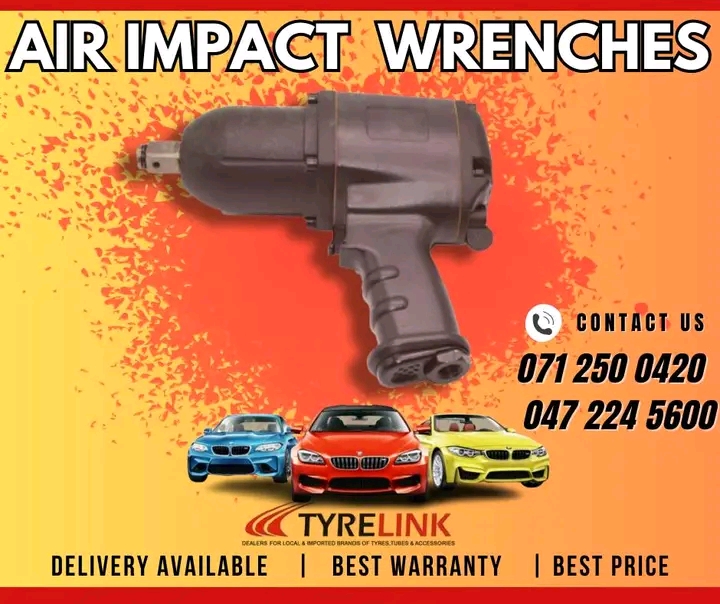 AIR IMPACT WRENCHES
CONTACT US
071 250 0420
047 224 5600
TYRELINK
DEALERS FOR LOCAL & IMPORTED BRANDS OF TYRES,TUBES & ACCESSORIES
DELIVERY AVAILABLE | BEST WARRANTY | BEST PRICE